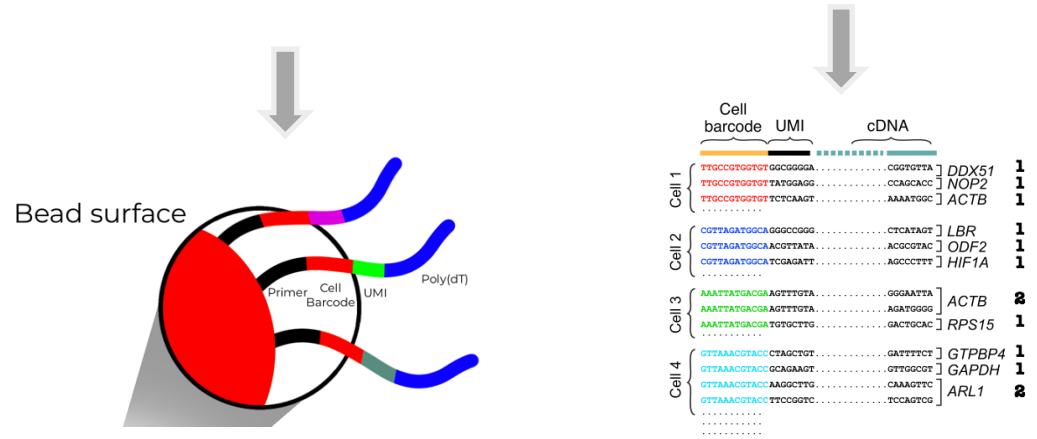 Bead surface
Primer
Cell
Barcode
UMI
Poly(dT)
Cell
barcode
UMI
cDNA
Cell 1
TTGCCGTGGTGTGGCGGGGA............CGGTGTTA DDX51 1
TTGCCGTGGTGTTATGGAGG............CCAGCACC NOP2 1
TTGCCGTGGTGTTCTCAAGT............AAAATGGC ACTB 1
..........
Cell 2
CGTTAGATGGCAGGGCCGGG............CTCATAGT LBR 1
CGTTAGATGGCAACGTTATA............ACGCGTAC ODF2 1
CGTTAGATGGCATCGAGATT............AGCCCTTT HIF1A 1
..........
Cell 3
AAATTATGACGAAGTTTGTA............GGGAATTA
ACTB 2
AAATTATGACGAAGTTTGTA............AGATGGGG
AAATTATGACGATGTGCTTG............GACTGCAC RPS15 1
..........
Cell 4
GTTAAACGTACCCTAGCTGT............GATTTTCT GTPBP4 1
GTTAAACGTACCGCAGAAGT............GTTGGCGT GAPDH 1
GTTAAACGTACCAAGGCTTG............CAAAGTTC
ARL1 2
GTTAAACGTACCTTCCGGTC............TCCAGTCG
..........
..........
..........